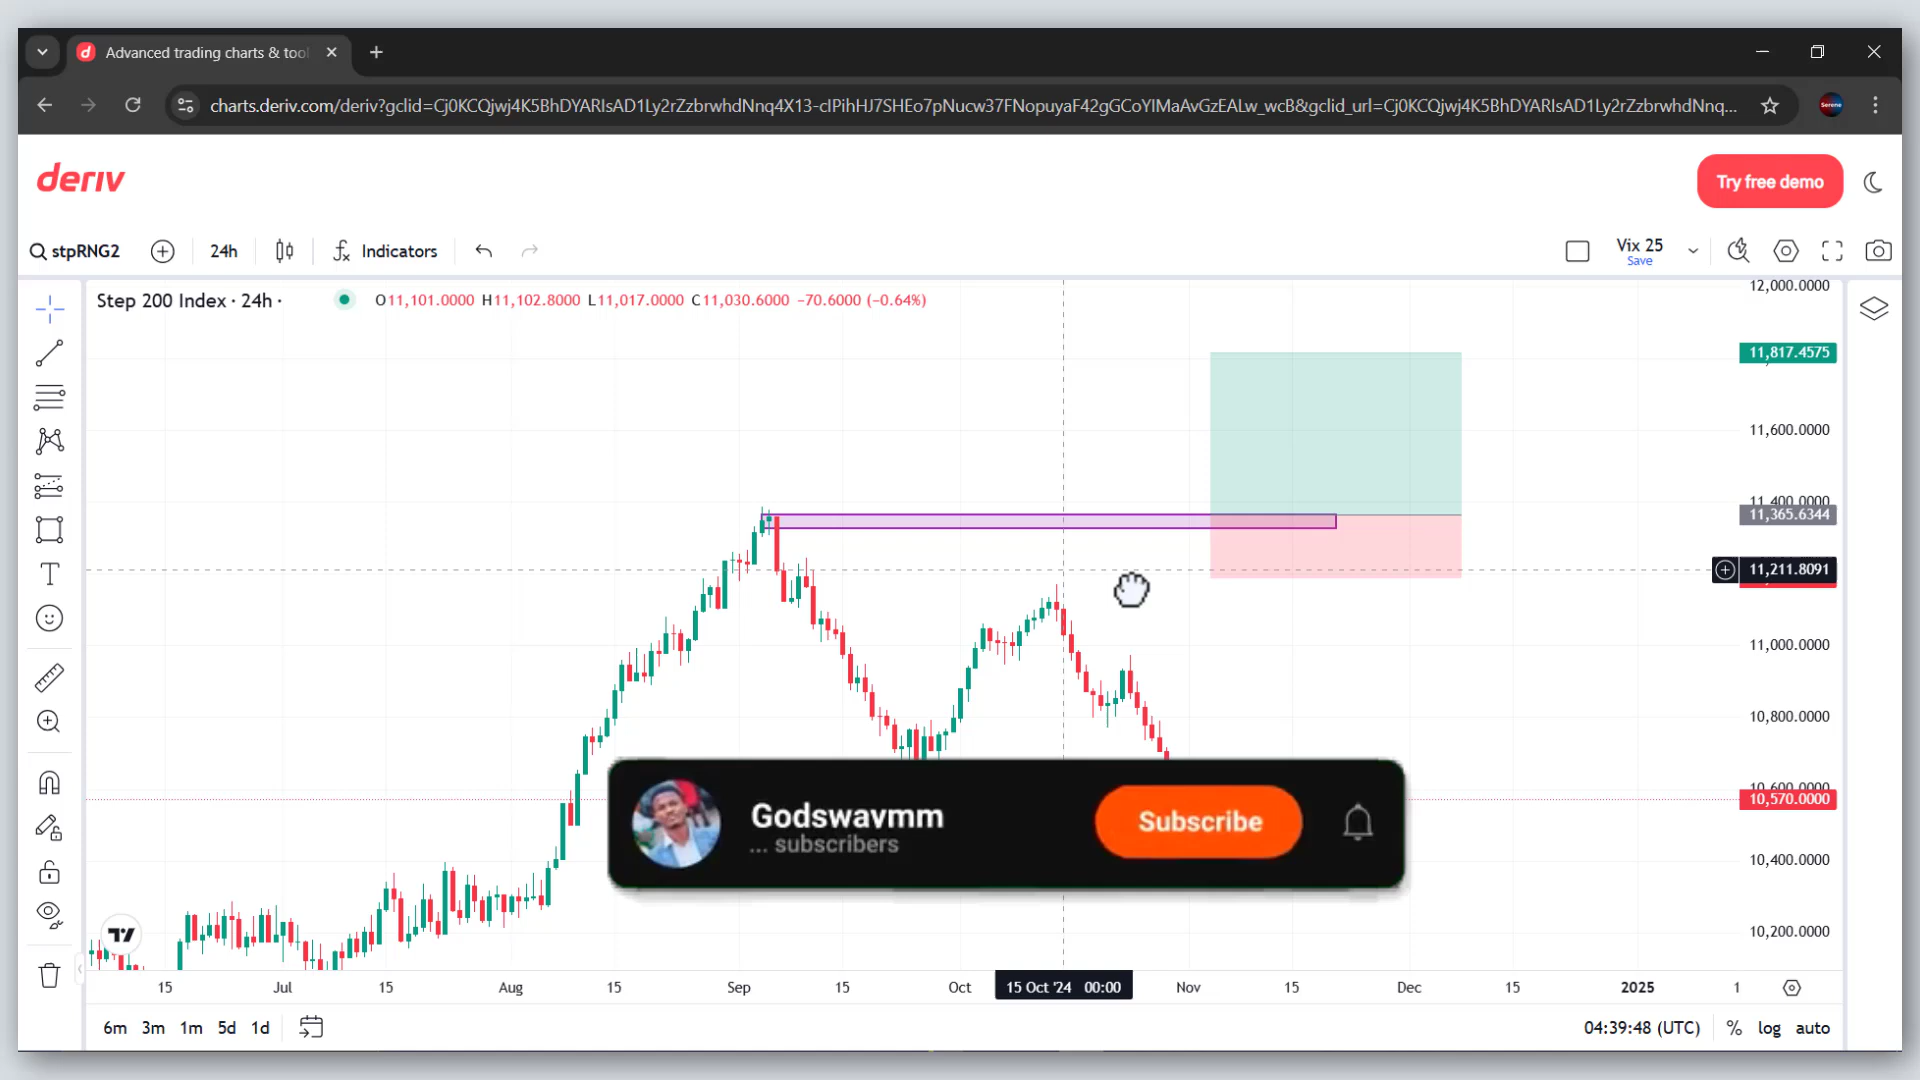 Advanced trading charts & tool
charts.deriv.com/deriv?gclid=Cj0KCQjwj4K5BhDYARIsAD1Ly2rZzbrwhdNnq4X13-cIPihHJ7SHEo7pNucw37FNopuyaF42gGCoYIMaAvGzEALw_wcB&gclid_url=Cj0KCQjwj4K5BhDYARIsAD1Ly2rZzbrwhdNnq...
Serene
deriv
Try free demo
stpRNG2
24h
Indicators
Vix 25
Save
Step 200 Index · 24h ·
O11,101.0000 H11,102.8000 L11,017.0000 C11,030.6000 −70.6000 (−0.64%)
12,000.0000
11,817.4575
11,600.0000
11,400.0000
11,365.6344
11,211.8091
11,000.0000
10,800.0000
10,600.0000
10,570.0000
10,400.0000
10,200.0000
Godswavmm
... subscribers
Subscribe
15 Jul 15 Aug 15 Sep 15 Oct 15 Oct '24 00:00 Nov 15 Dec 15 2025 1
6m 3m 1m 5d 1d
04:39:48 (UTC) % log auto